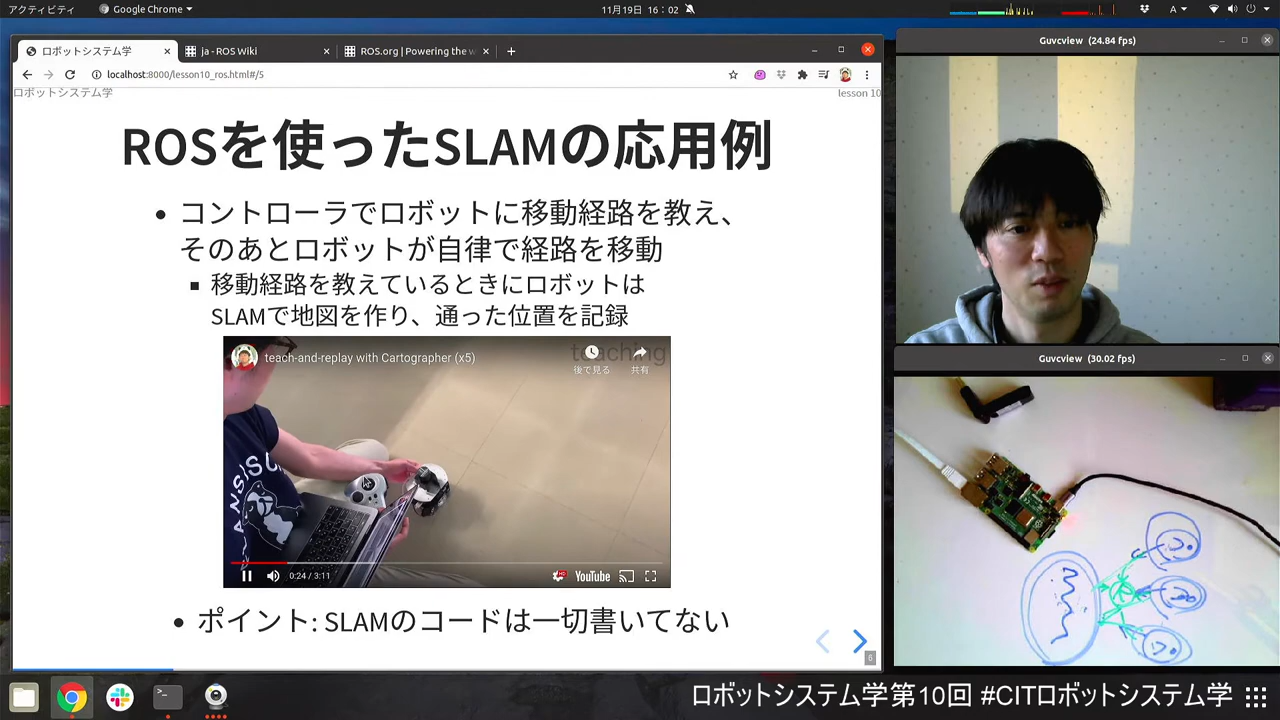 アクティビティ
Google Chrome
11月19日 16：02
A
ロボットシステム学
ja - ROS Wiki
ROS.org | Powering the w
localhost:8000/lesson10_ros.html#/5
ロボットシステム学
lesson 10
ROSを使ったSLAMの応用例
コントローラでロボットに移動経路を教え、
そのあとロボットが自律で経路を移動
移動経路を教えているときにロボットは
SLAMで地図を作り、通った位置を記録
teach-and-replay with Cartographer (x5)
teaching
後で見る
共有
0:24 / 3:11
HD
YouTube
ポイント: SLAMのコードは一切書いてない
6
Guvcview (24.84 fps)
Guvcview (30.02 fps)
ロボットシステム学第10回 #CITロボットシステム学